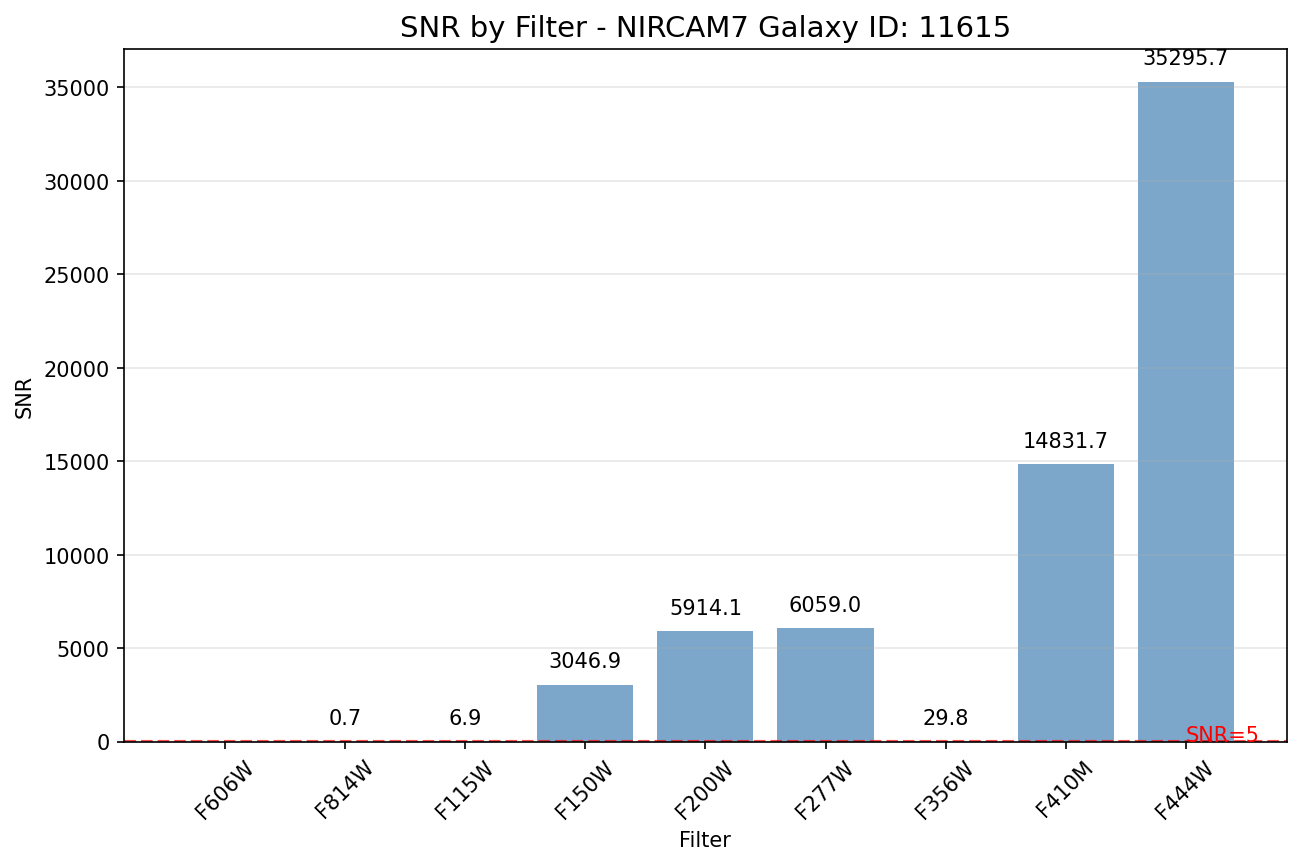 SNR by Filter - NIRCAM7 Galaxy ID: 11615
35295.7
35000
30000
25000
20000
SNR
15000
14831.7
10000
5914.1
6059.0
5000
3046.9
0.7
6.9
29.8
SNR=5
0
F606W
F814W
F115W
F150W
F200W
F277W
F356W
F410M
F444W
Filter